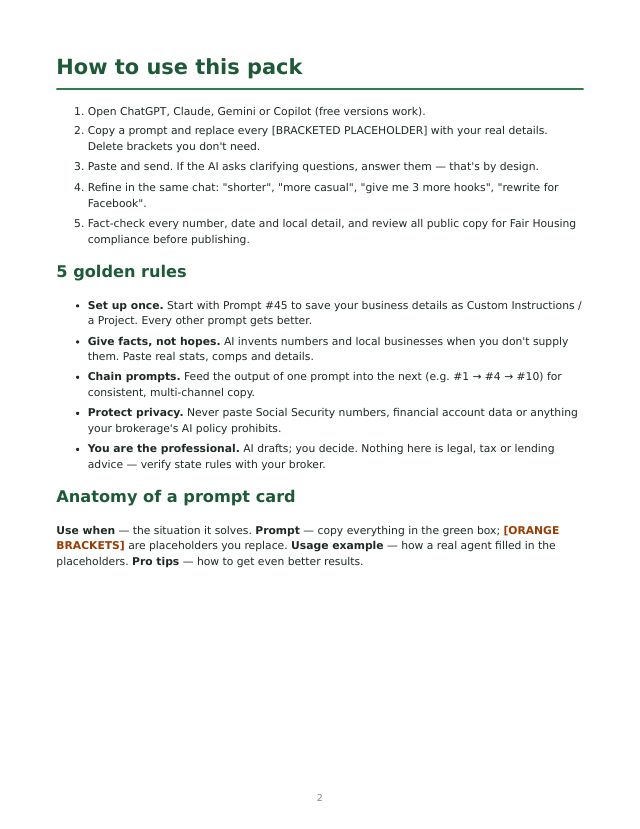 How to use this pack
1. Open ChatGPT, Claude, Gemini or Copilot (free versions work).
2. Copy a prompt and replace every [BRACKETED PLACEHOLDER] with your real details.
Delete brackets you don't need.
3. Paste and send. If the AI asks clarifying questions, answer them — that's by design.
4. Refine in the same chat: "shorter", "more casual", "give me 3 more hooks", "rewrite for
Facebook".
5. Fact-check every number, date and local detail, and review all public copy for Fair Housing
compliance before publishing.
5 golden rules
• Set up once. Start with Prompt #45 to save your business details as Custom Instructions /
a Project. Every other prompt gets better.
• Give facts, not hopes. AI invents numbers and local businesses when you don't supply
them. Paste real stats, comps and details.
• Chain prompts. Feed the output of one prompt into the next (e.g. #1 → #4 → #10) for
consistent, multi-channel copy.
• Protect privacy. Never paste Social Security numbers, financial account data or anything
your brokerage's AI policy prohibits.
• You are the professional. AI drafts; you decide. Nothing here is legal, tax or lending
advice — verify state rules with your broker.
Anatomy of a prompt card
Use when — the situation it solves. Prompt — copy everything in the green box; [ORANGE
BRACKETS] are placeholders you replace. Usage example — how a real agent filled in the
placeholders. Pro tips — how to get even better results.
2